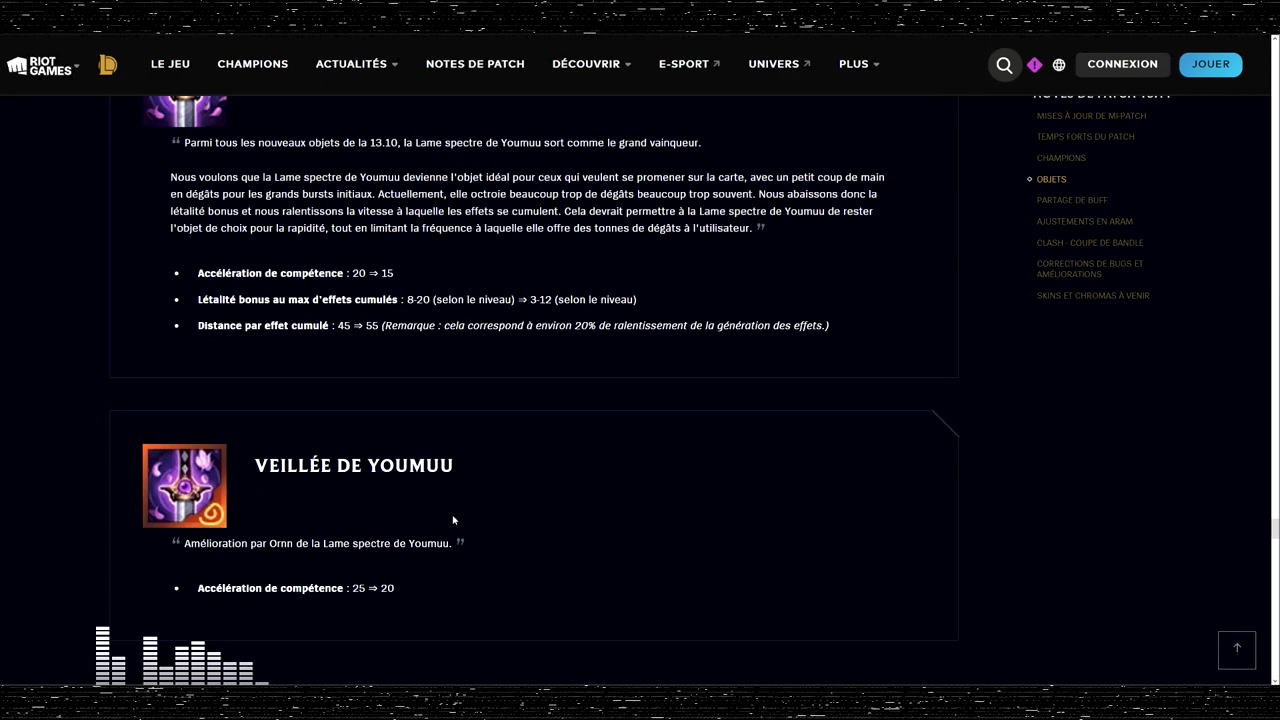 RIOT GAMES
LE JEU
CHAMPIONS
ACTUALITÉS
NOTES DE PATCH
DÉCOUVRIR
E-SPORT
UNIVERS
PLUS
CONNEXION
JOUER
“ Parmi tous les nouveaux objets de la 13.10, la Lame spectre de Youmuu sort comme le grand vainqueur.
Nous voulons que la Lame spectre de Youmuu devienne l'objet idéal pour ceux qui veulent se promener sur la carte, avec un petit coup de main
en dégâts pour les grands bursts initiaux. Actuellement, elle octroie beaucoup trop de dégâts beaucoup trop souvent. Nous abaissons donc la
létalité bonus et nous ralentissons la vitesse à laquelle les effets se cumulent. Cela devrait permettre à la Lame spectre de Youmuu de rester
l'objet de choix pour la rapidité, tout en limitant la fréquence à laquelle elle offre des tonnes de dégâts à l'utilisateur. ”
• Accélération de compétence : 20 ⇒ 15
• Létalité bonus au max d'effets cumulés : 8-20 (selon le niveau) ⇒ 3-12 (selon le niveau)
• Distance par effet cumulé : 45 ⇒ 55 (Remarque : cela correspond à environ 20% de ralentissement de la génération des effets.)
VEILLÉE DE YOUMUU
“ Amélioration par Ornn de la Lame spectre de Youmuu. ”
• Accélération de compétence : 25 ⇒ 20
NOTES DE PATCH
MISES À JOUR DE MI-PATCH
TEMPS FORTS DU PATCH
CHAMPIONS
OBJETS
PARTAGE DE BUFF
AJUSTEMENTS EN ARAM
CLASH - COUPE DE BANDLE
CORRECTIONS DE BUGS ET
AMÉLIORATIONS
SKINS ET CHROMAS À VENIR